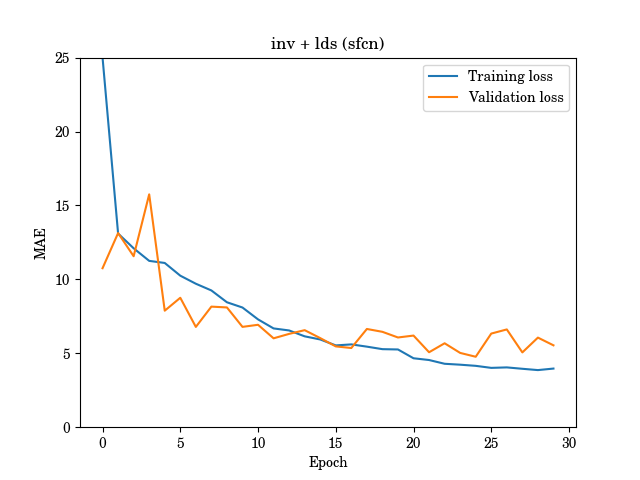 inv + lds (sfcn)
25
20
15
10
5
0
MAE
Training loss
Validation loss
0 5 10 15 20 25 30
Epoch